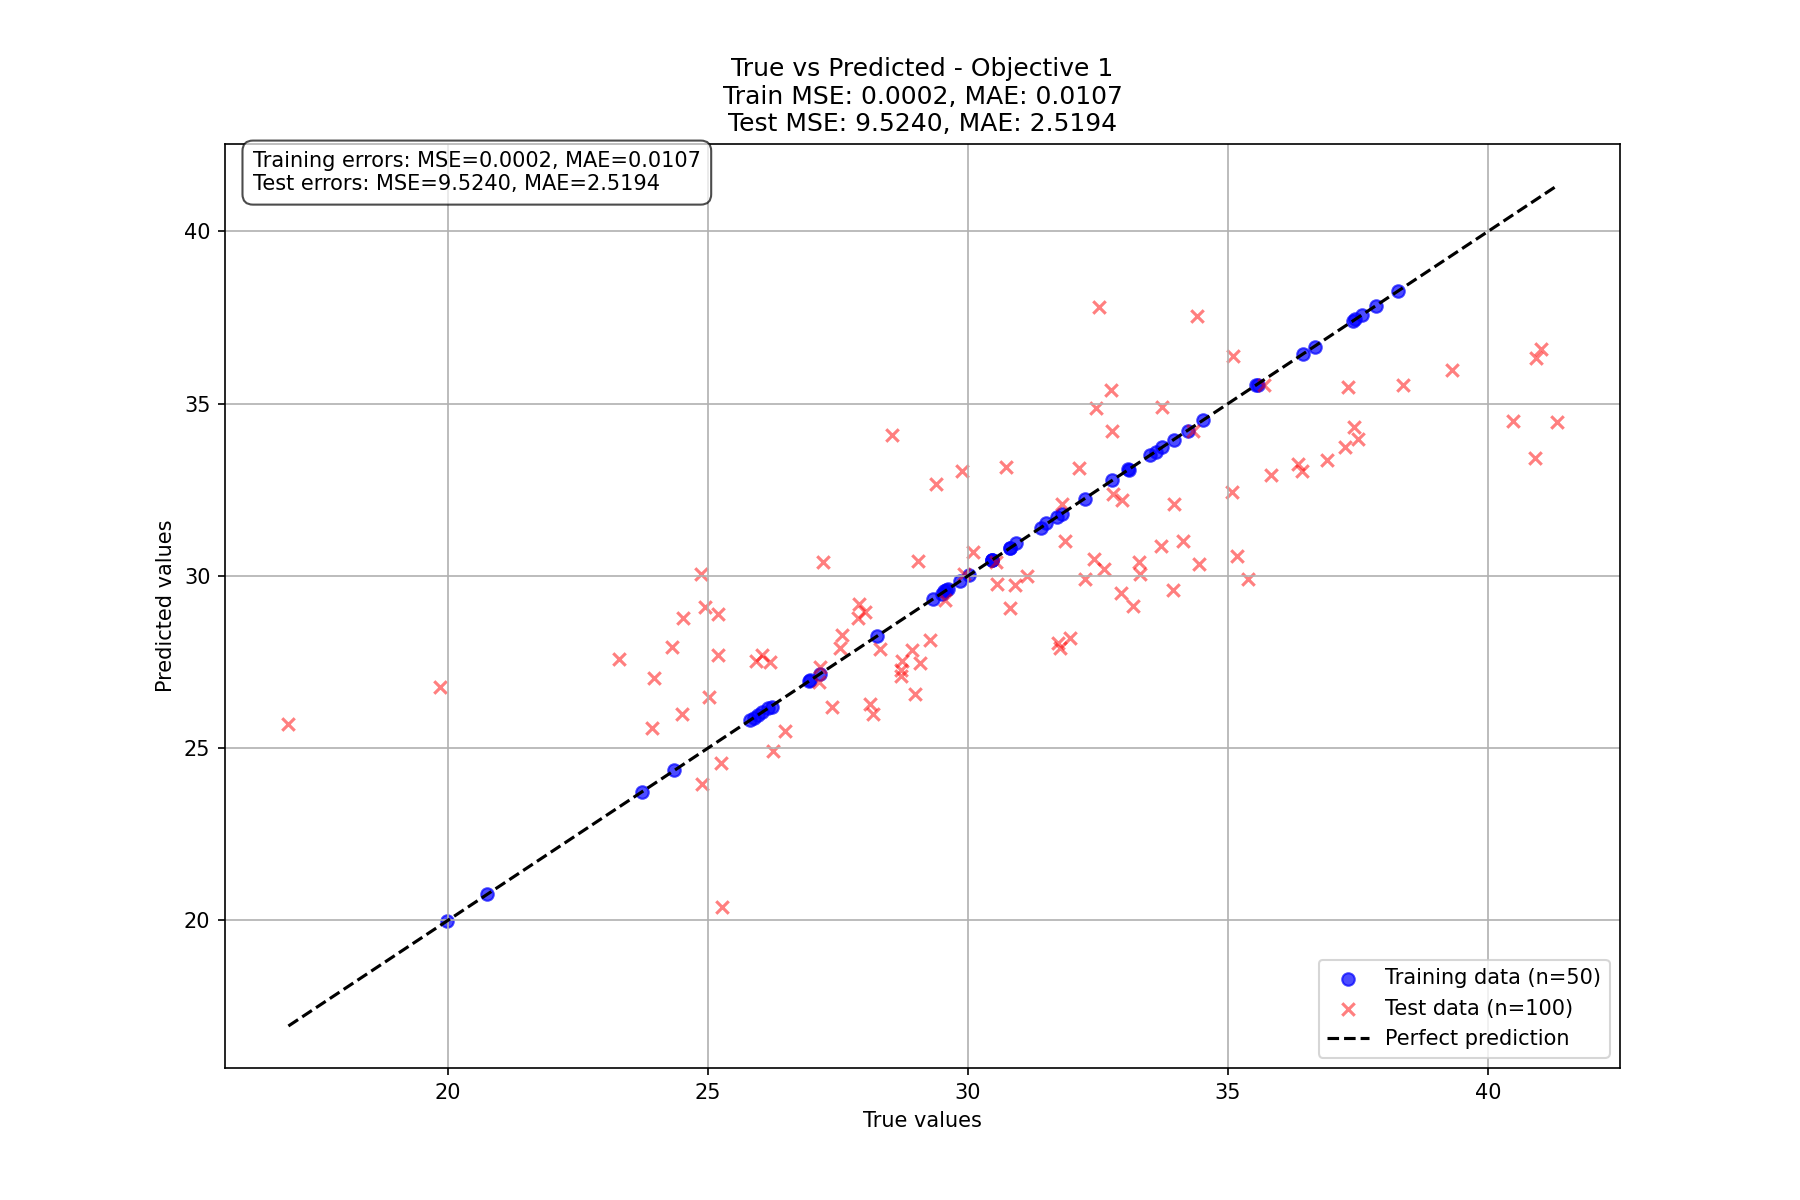 True vs Predicted - Objective 1
Train MSE: 0.0002, MAE: 0.0107
Test MSE: 9.5240, MAE: 2.5194
Training errors: MSE=0.0002, MAE=0.0107
Test errors: MSE=9.5240, MAE=2.5194
40
35
30
25
20
Predicted values
Training data (n=50)
Test data (n=100)
Perfect prediction
20
25
30
35
40
True values